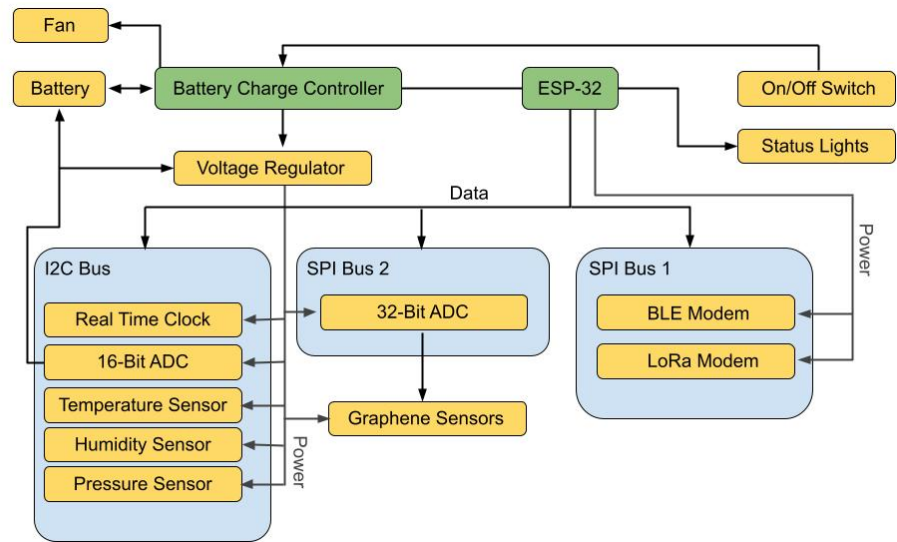 Fan
Battery
Battery Charge Controller
ESP-32
On/Off Switch
Status Lights
Voltage Regulator
Data
Power
I2C Bus
Real Time Clock
16-Bit ADC
Temperature Sensor
Humidity Sensor
Pressure Sensor
Power
SPI Bus 2
32-Bit ADC
Graphene Sensors
SPI Bus 1
BLE Modem
LoRa Modem